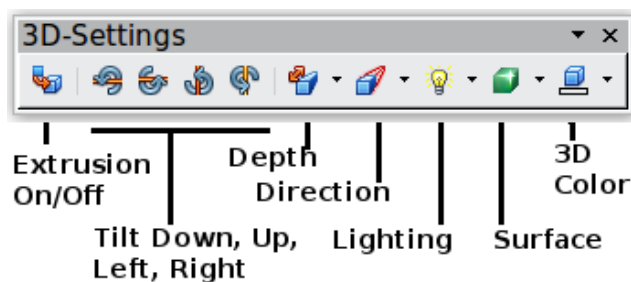 3D-Settings
Extrusion
On/Off
Tilt Down, Up,
Left, Right
Depth
Direction
Lighting
Surface
3D
Color